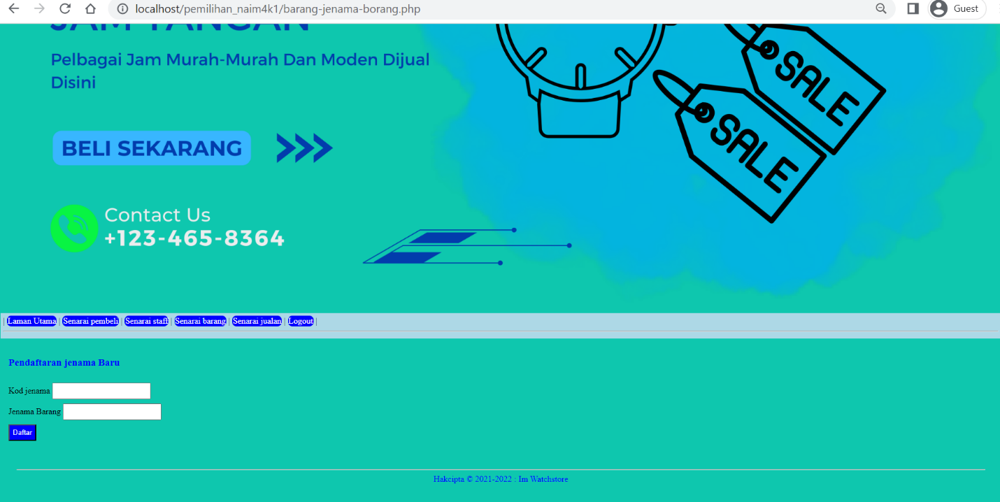 localhost/pemilihan_naim4k1/barang-jenama-borang.php
Guest
JAM TANGAN
Pelbagai Jam Murah-Murah Dan Moden Dijual
Disini
SALE
SALE
BELI SEKARANG
Contact Us
+123-465-8364
| Laman Utama | Senarai pembeli | Senarai staff | Senarai barang | Senarai jualan | Logout |
Pendaftaran jenama Baru
Kod jenama
Jenama Barang
Daftar
Hakcipta © 2021-2022 : Im Watchstore